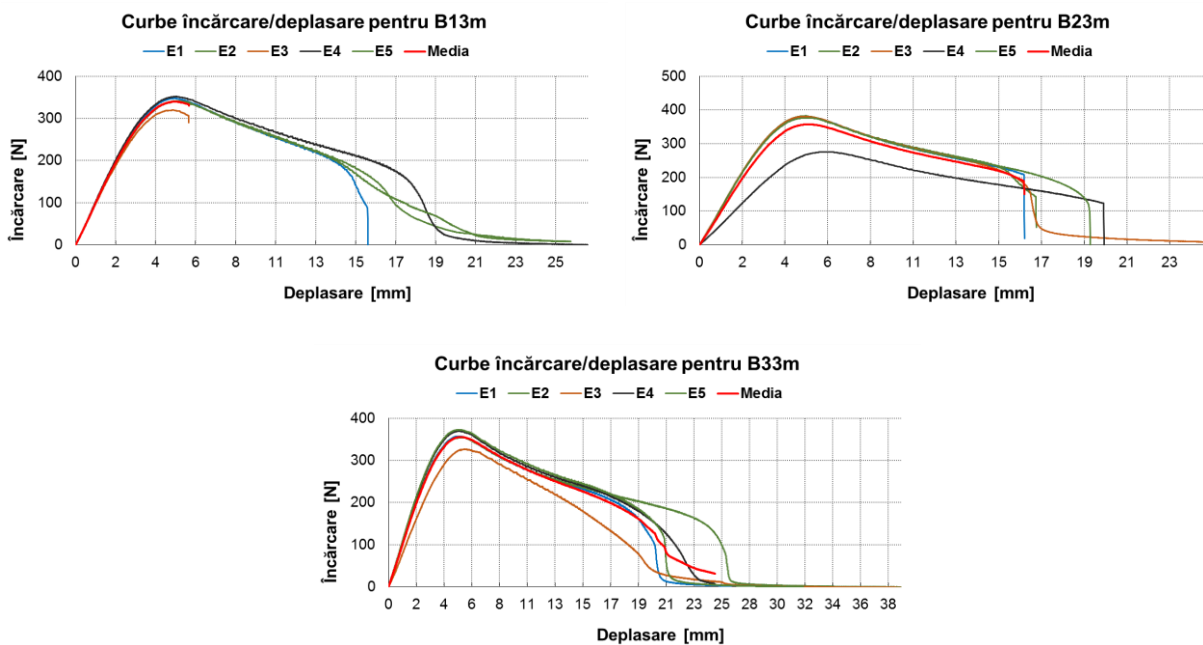 Curbe încărcare/deplasare pentru B13m
E1 E2 E3 E4 E5 Media
400
300
200
100
0
Încărcare [N]
0 2 4 6 8 10 12 13 15 17 19 21 23 25
Deplasare [mm]
Curbe încărcare/deplasare pentru B23m
E1 E2 E3 E4 E5 Media
500
400
300
200
100
0
Încărcare [N]
0 2 4 6 8 11 13 15 17 19 21 23
Deplasare [mm]
Curbe încărcare/deplasare pentru B33m
E1 E2 E3 E4 E5 Media
400
300
200
100
0
Încărcare [N]
0 2 4 6 8 11 13 15 17 19 21 23 25 27 30 32 34 36 38
Deplasare [mm]